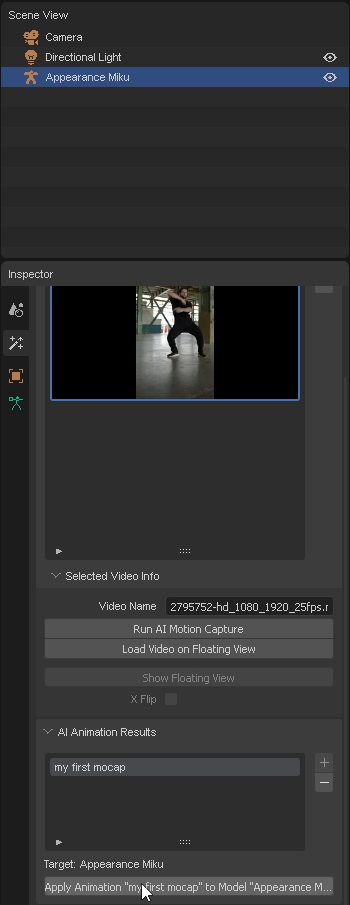 Scene View
Camera
Directional Light
Appearance Miku
Inspector
Selected Video Info
Video Name 2795752-hd_1080_1920_25fps.r
Run AI Motion Capture
Load Video on Floating View
Show Floating View
X Flip
AI Animation Results
my first mocap
Target: Appearance Miku
Apply Animation "my first mocap" to Model "Appearance M...